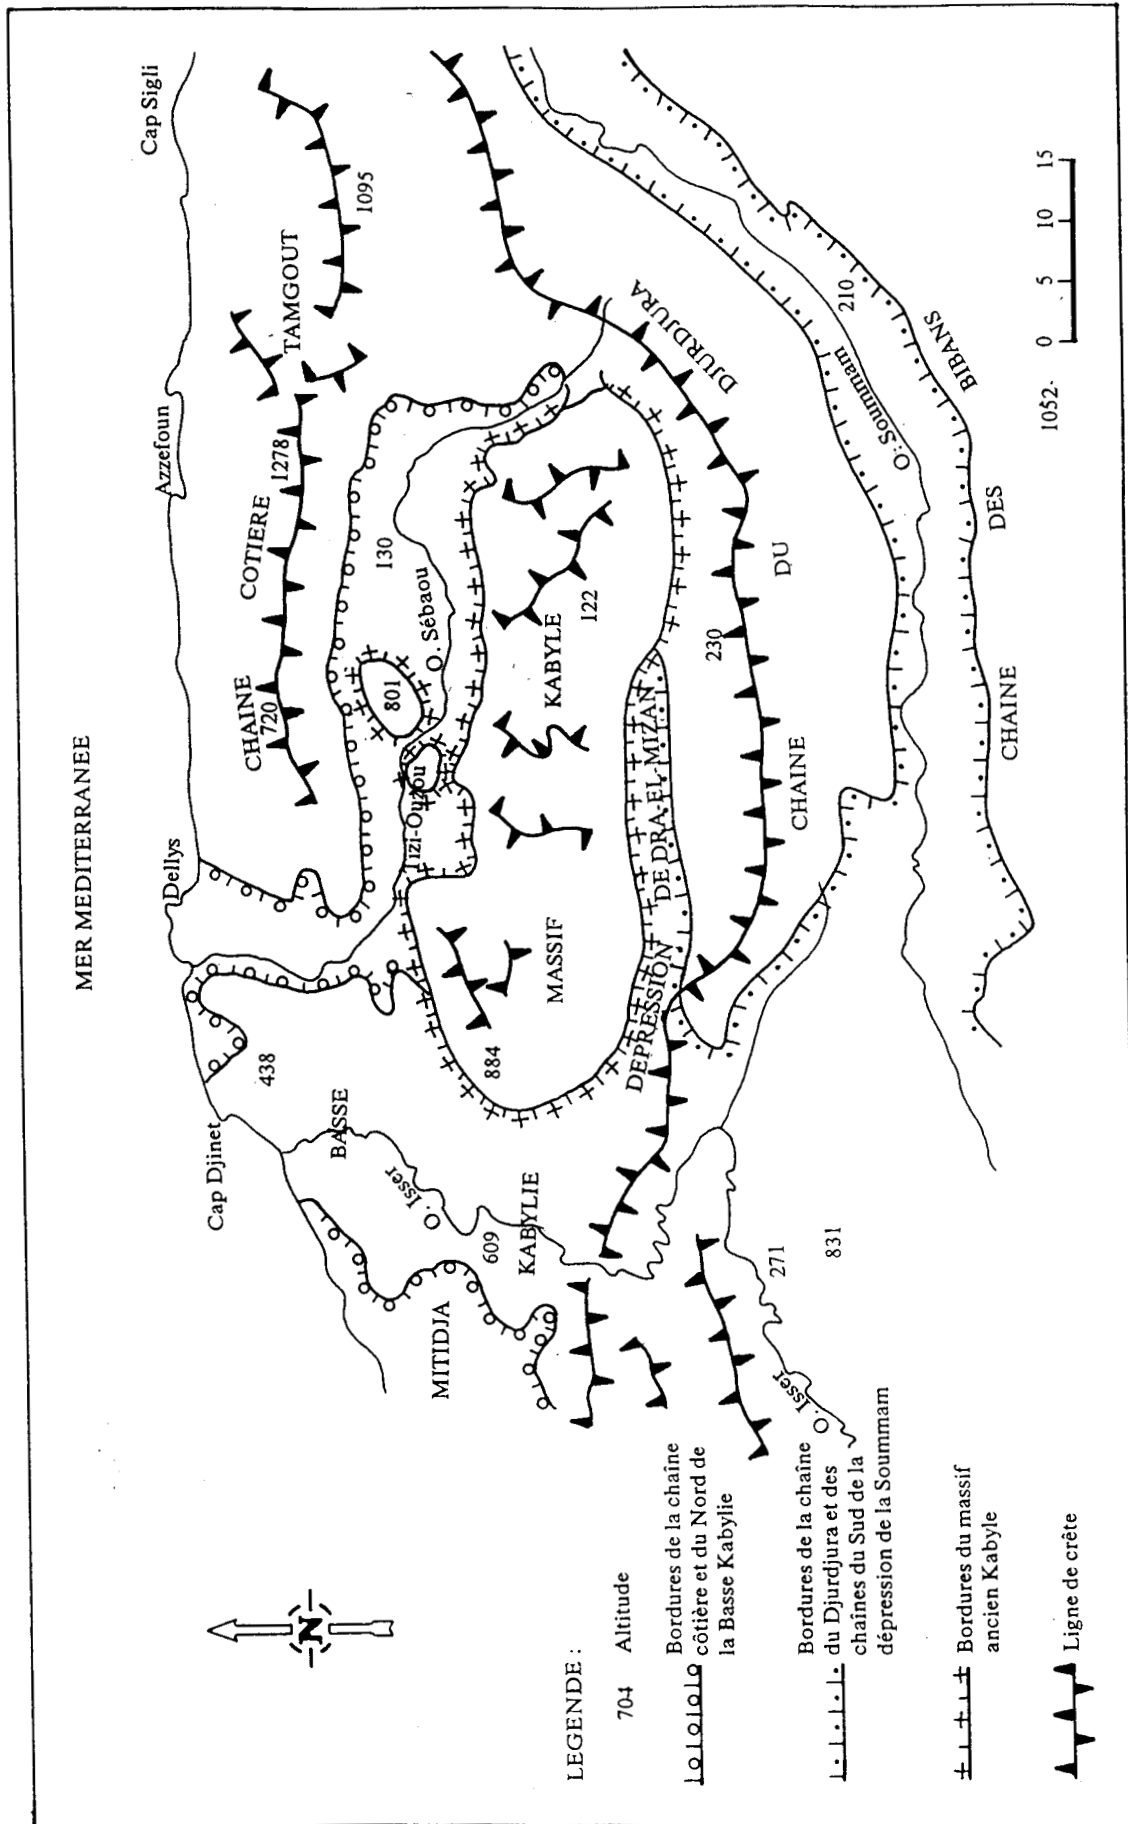 MER MEDITERRANEE
Cap Sigli
Azzefoun
Dellys
Cap Djinet
TAMGOUT
1095
CHAINE COTIERE
1278
720
438
130
O. Sébaou
801
Tizi-Ouzou
BASSE
KABYLIE
O. Isser
609
MITIDJA
MASSIF KABYLE
884
122
DEPRESSION DE DRA-EL-MIZAN
230
CHAINE DU DJURDJURA
O. Soummam
210
CHAINE DES BIBANS
1052
271
831
O. Isser
0 5 10 15
N
LEGENDE :
704 Altitude
Bordures de la chaîne
côtière et du Nord de
la Basse Kabylie
Bordures de la chaîne
du Djurdjura et des
chaînes du Sud de la
dépression de la Soummam
Bordures du massif
ancien Kabyle
Ligne de crête